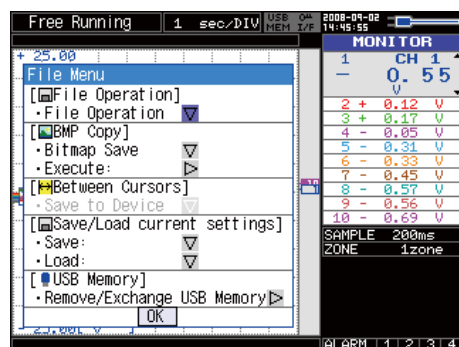 Free Running
1 sec/DIV
USB MEM
I/F
2008-09-02
14:45:55
MONITOR
+ 25.00
1 CH 1
- 0.55
V
File Menu
[File Operation]
・File Operation
[BMP Copy]
・Bitmap Save
・Execute:
[Between Cursors]
・Save to Device
[Save/Load current settings]
・Save:
・Load:
[USB Memory]
・Remove/Exchange USB Memory
OK
2 + 0.12 V
3 + 0.17 V
4 - 0.05 V
5 - 0.31 V
6 - 0.33 V
7 - 0.45 V
8 - 0.57 V
9 - 0.56 V
10 - 0.69 V
SAMPLE 200ms
ZONE 1zone
ALARM 1 2 3 4